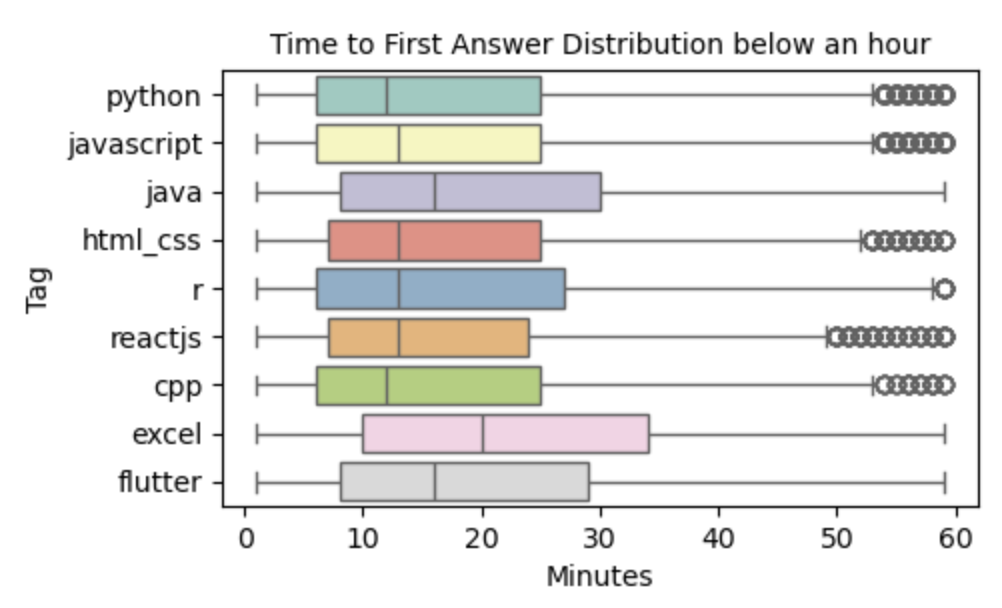 Time to First Answer Distribution below an hour
Tag
python
javascript
java
html_css
r
reactjs
cpp
excel
flutter
0 10 20 30 40 50 60
Minutes